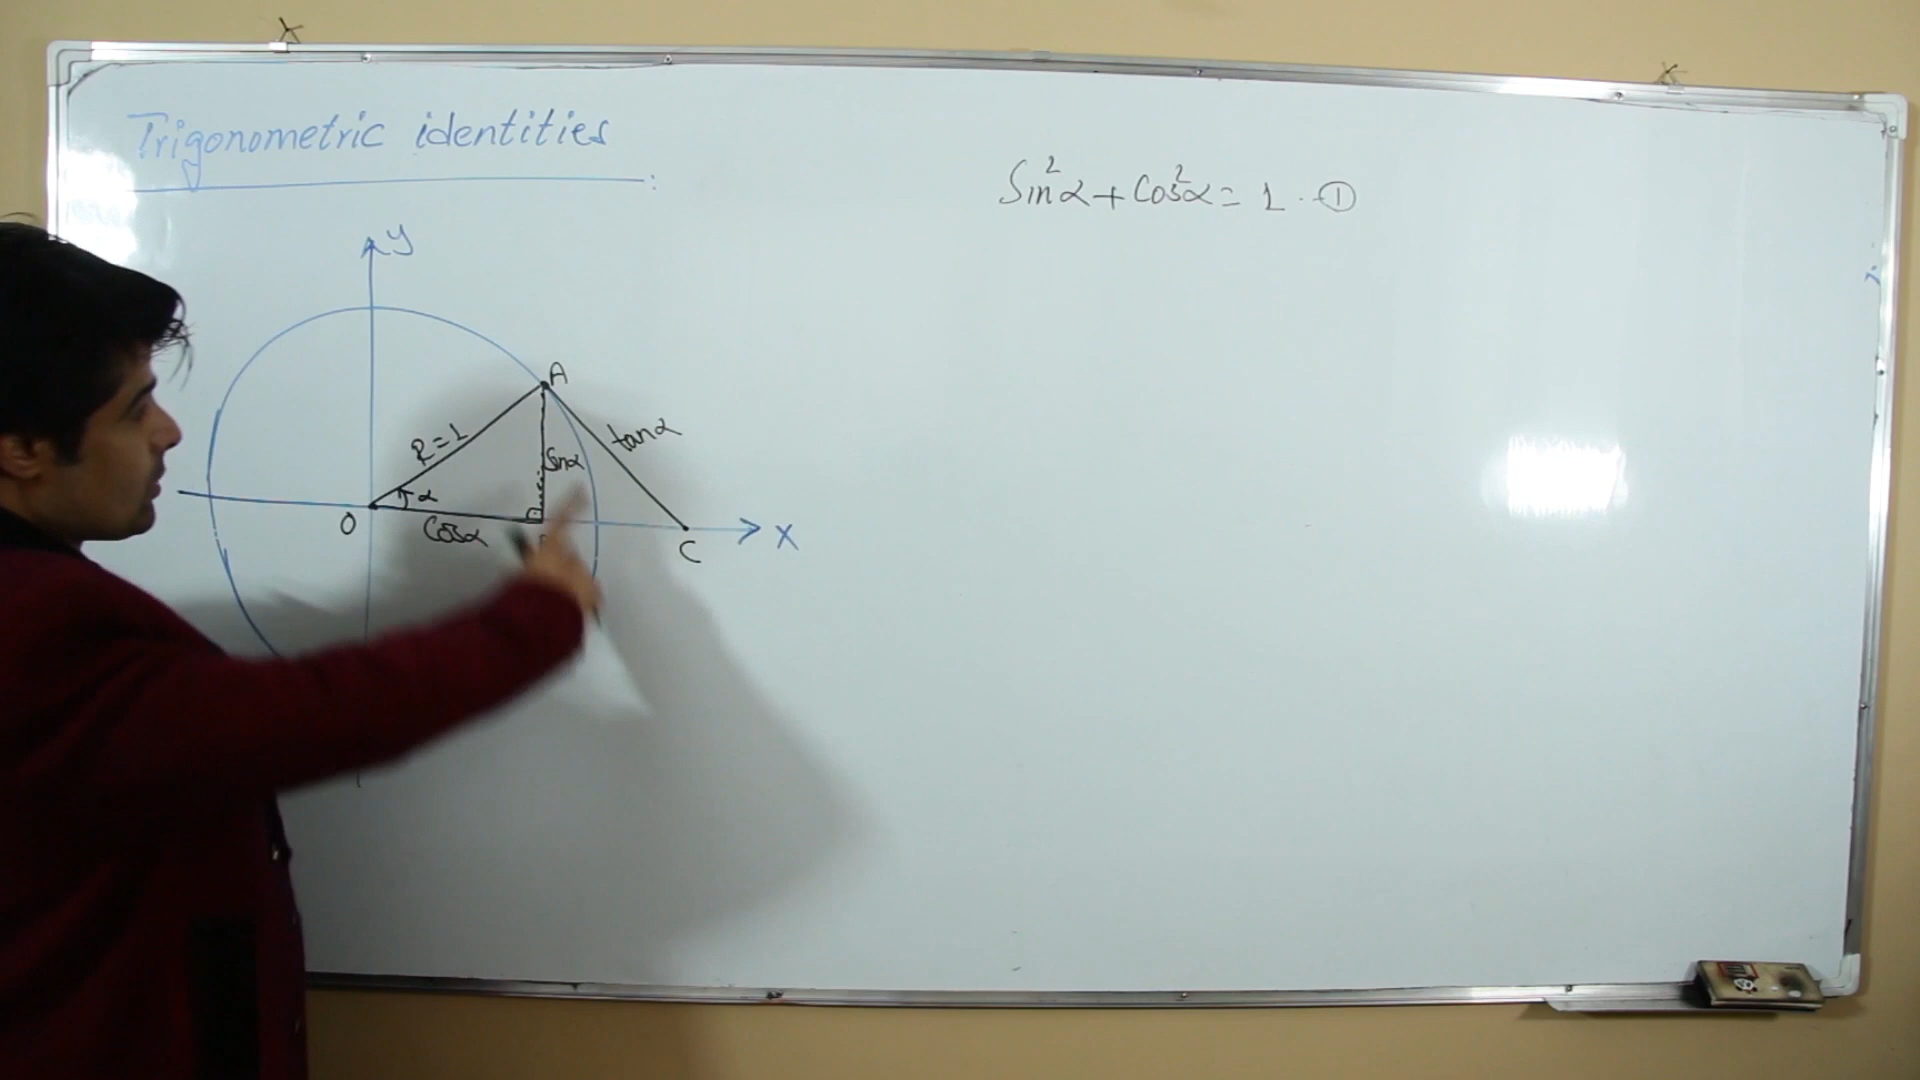 Trigonometric identities :
Sin²α + Cos²α = 1 . ①
y
A
R=1
tanα
Sinα
α
O
Cosα
C
X